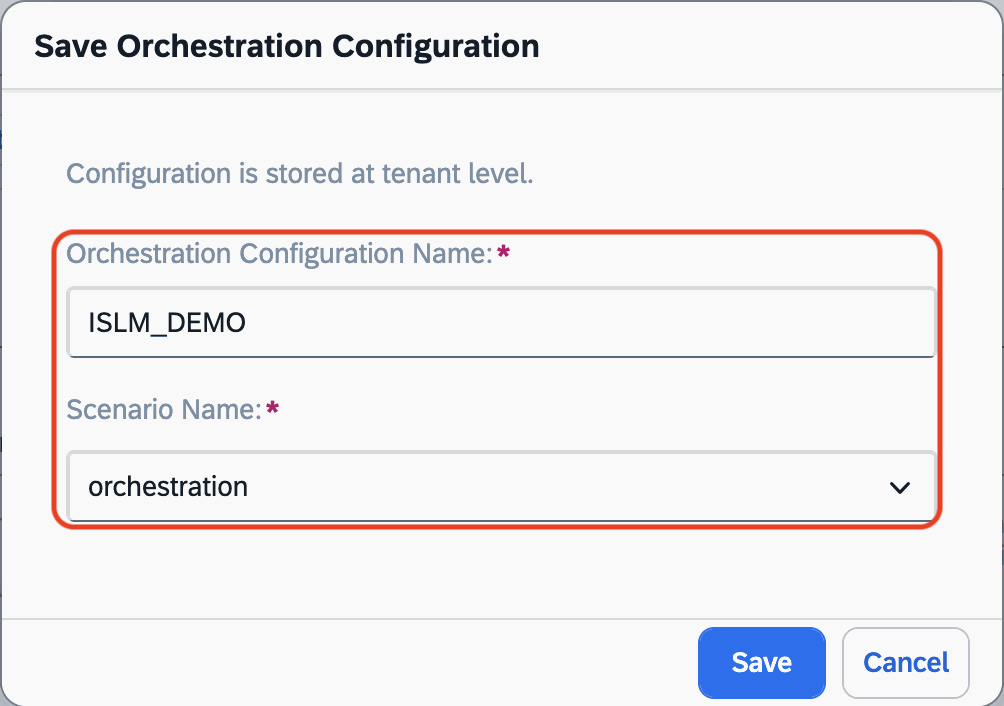 Save Orchestration Configuration
Configuration is stored at tenant level.
Orchestration Configuration Name:*
ISLM_DEMO
Scenario Name:*
orchestration
Save Cancel